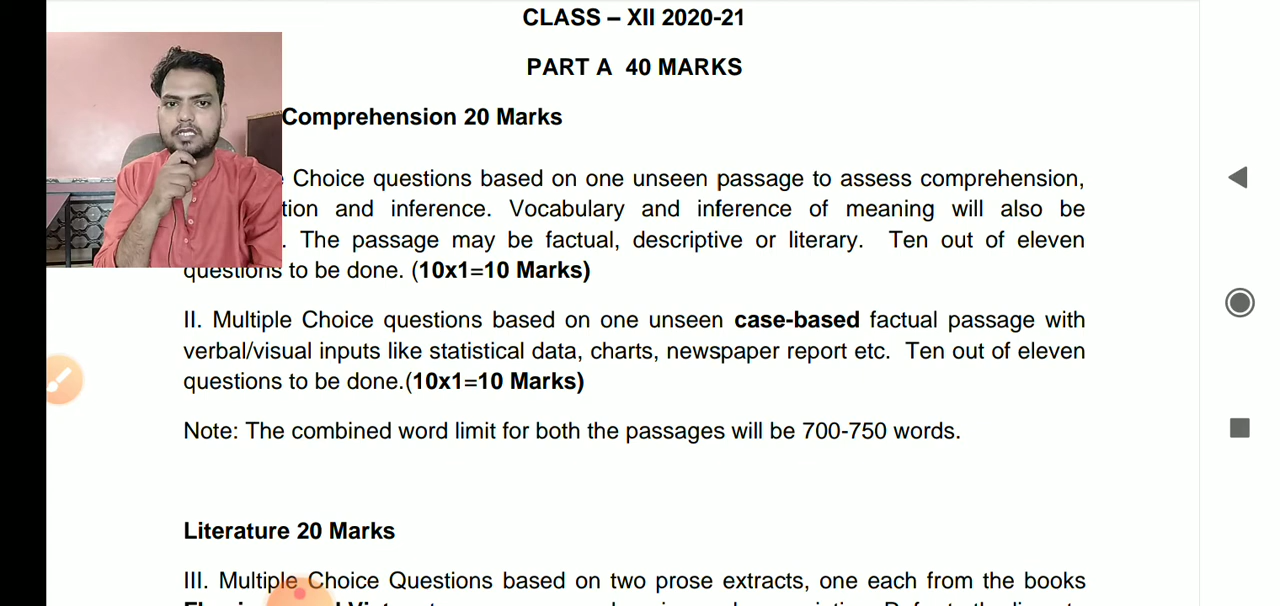 CLASS – XII 2020-21
PART A 40 MARKS
Comprehension 20 Marks
Choice questions based on one unseen passage to assess comprehension,
and inference. Vocabulary and inference of meaning will also be
. The passage may be factual, descriptive or literary. Ten out of eleven
questions to be done. (10x1=10 Marks)
II. Multiple Choice questions based on one unseen case-based factual passage with
verbal/visual inputs like statistical data, charts, newspaper report etc. Ten out of eleven
questions to be done.(10x1=10 Marks)
Note: The combined word limit for both the passages will be 700-750 words.
Literature 20 Marks
III. Multiple Choice Questions based on two prose extracts, one each from the books